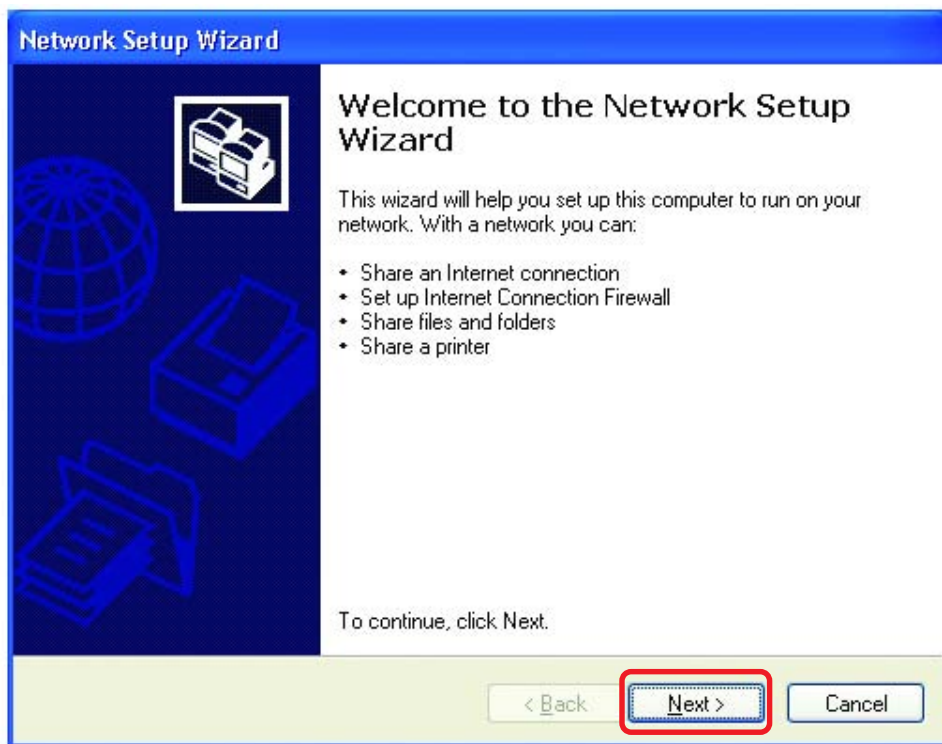 Network Setup Wizard
Welcome to the Network Setup
Wizard
This wizard will help you set up this computer to run on your
network. With a network you can:
• Share an Internet connection
• Set up Internet Connection Firewall
• Share files and folders
• Share a printer
To continue, click Next.
< Back Next > Cancel